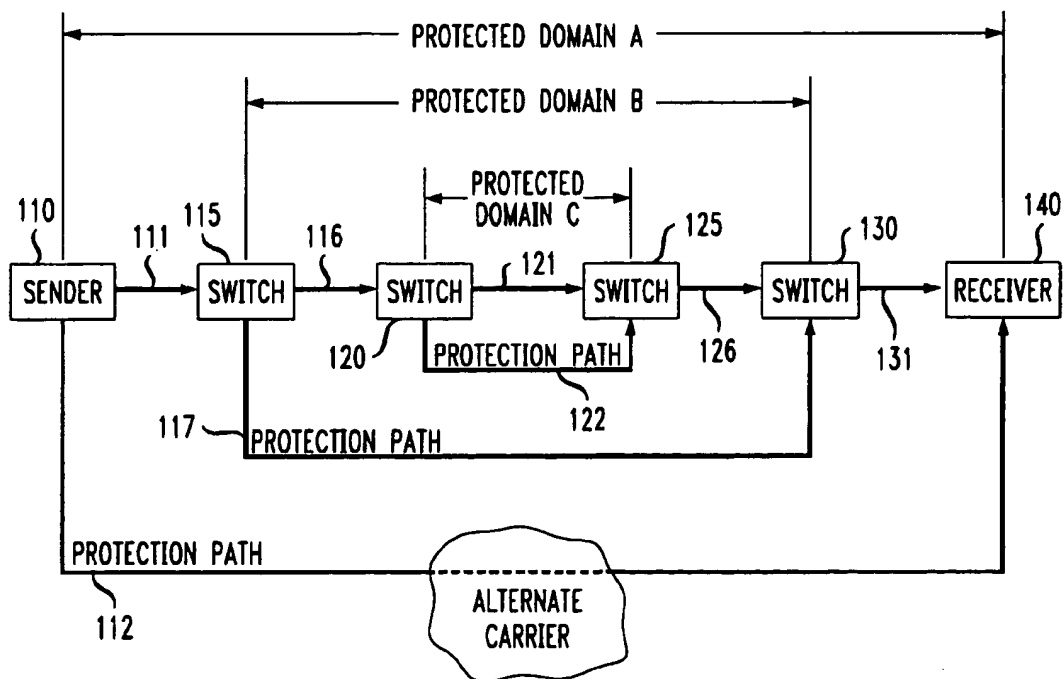 PROTECTED DOMAIN A
PROTECTED DOMAIN B
PROTECTED
DOMAIN C
110
111
115
116
121
125
130
140
SENDER
SWITCH
SWITCH
SWITCH
SWITCH
RECEIVER
120
PROTECTION PATH
122
126
131
117
PROTECTION PATH
PROTECTION PATH
112
ALTERNATE
CARRIER